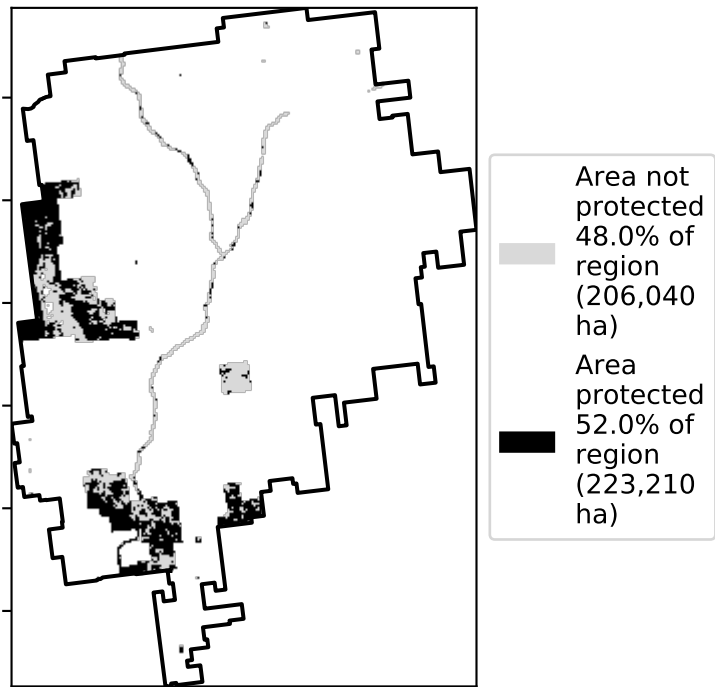 Area not
protected
48.0% of
region
(206,040
ha)
Area
protected
52.0% of
region
(223,210
ha)